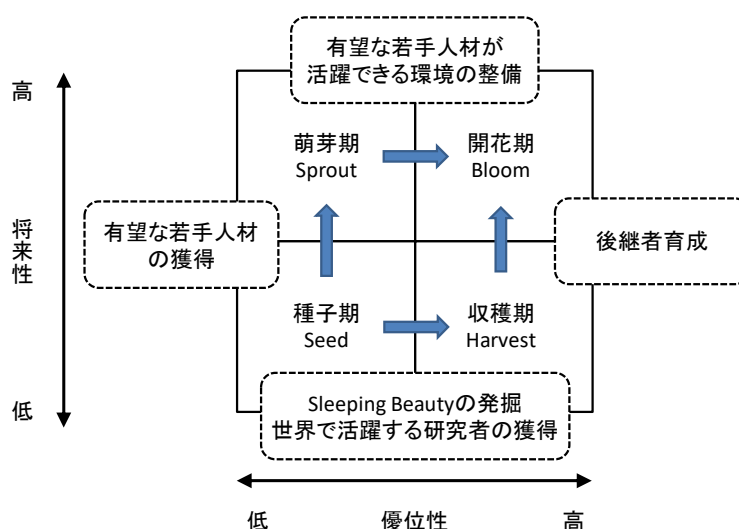 有望な若手人材が
活躍できる環境の整備
高
萌芽期
Sprout
開花期
Bloom
将来性
有望な若手人材
の獲得
後継者育成
種子期
Seed
収穫期
Harvest
低
Sleeping Beautyの発掘
世界で活躍する研究者の獲得
低
優位性
高